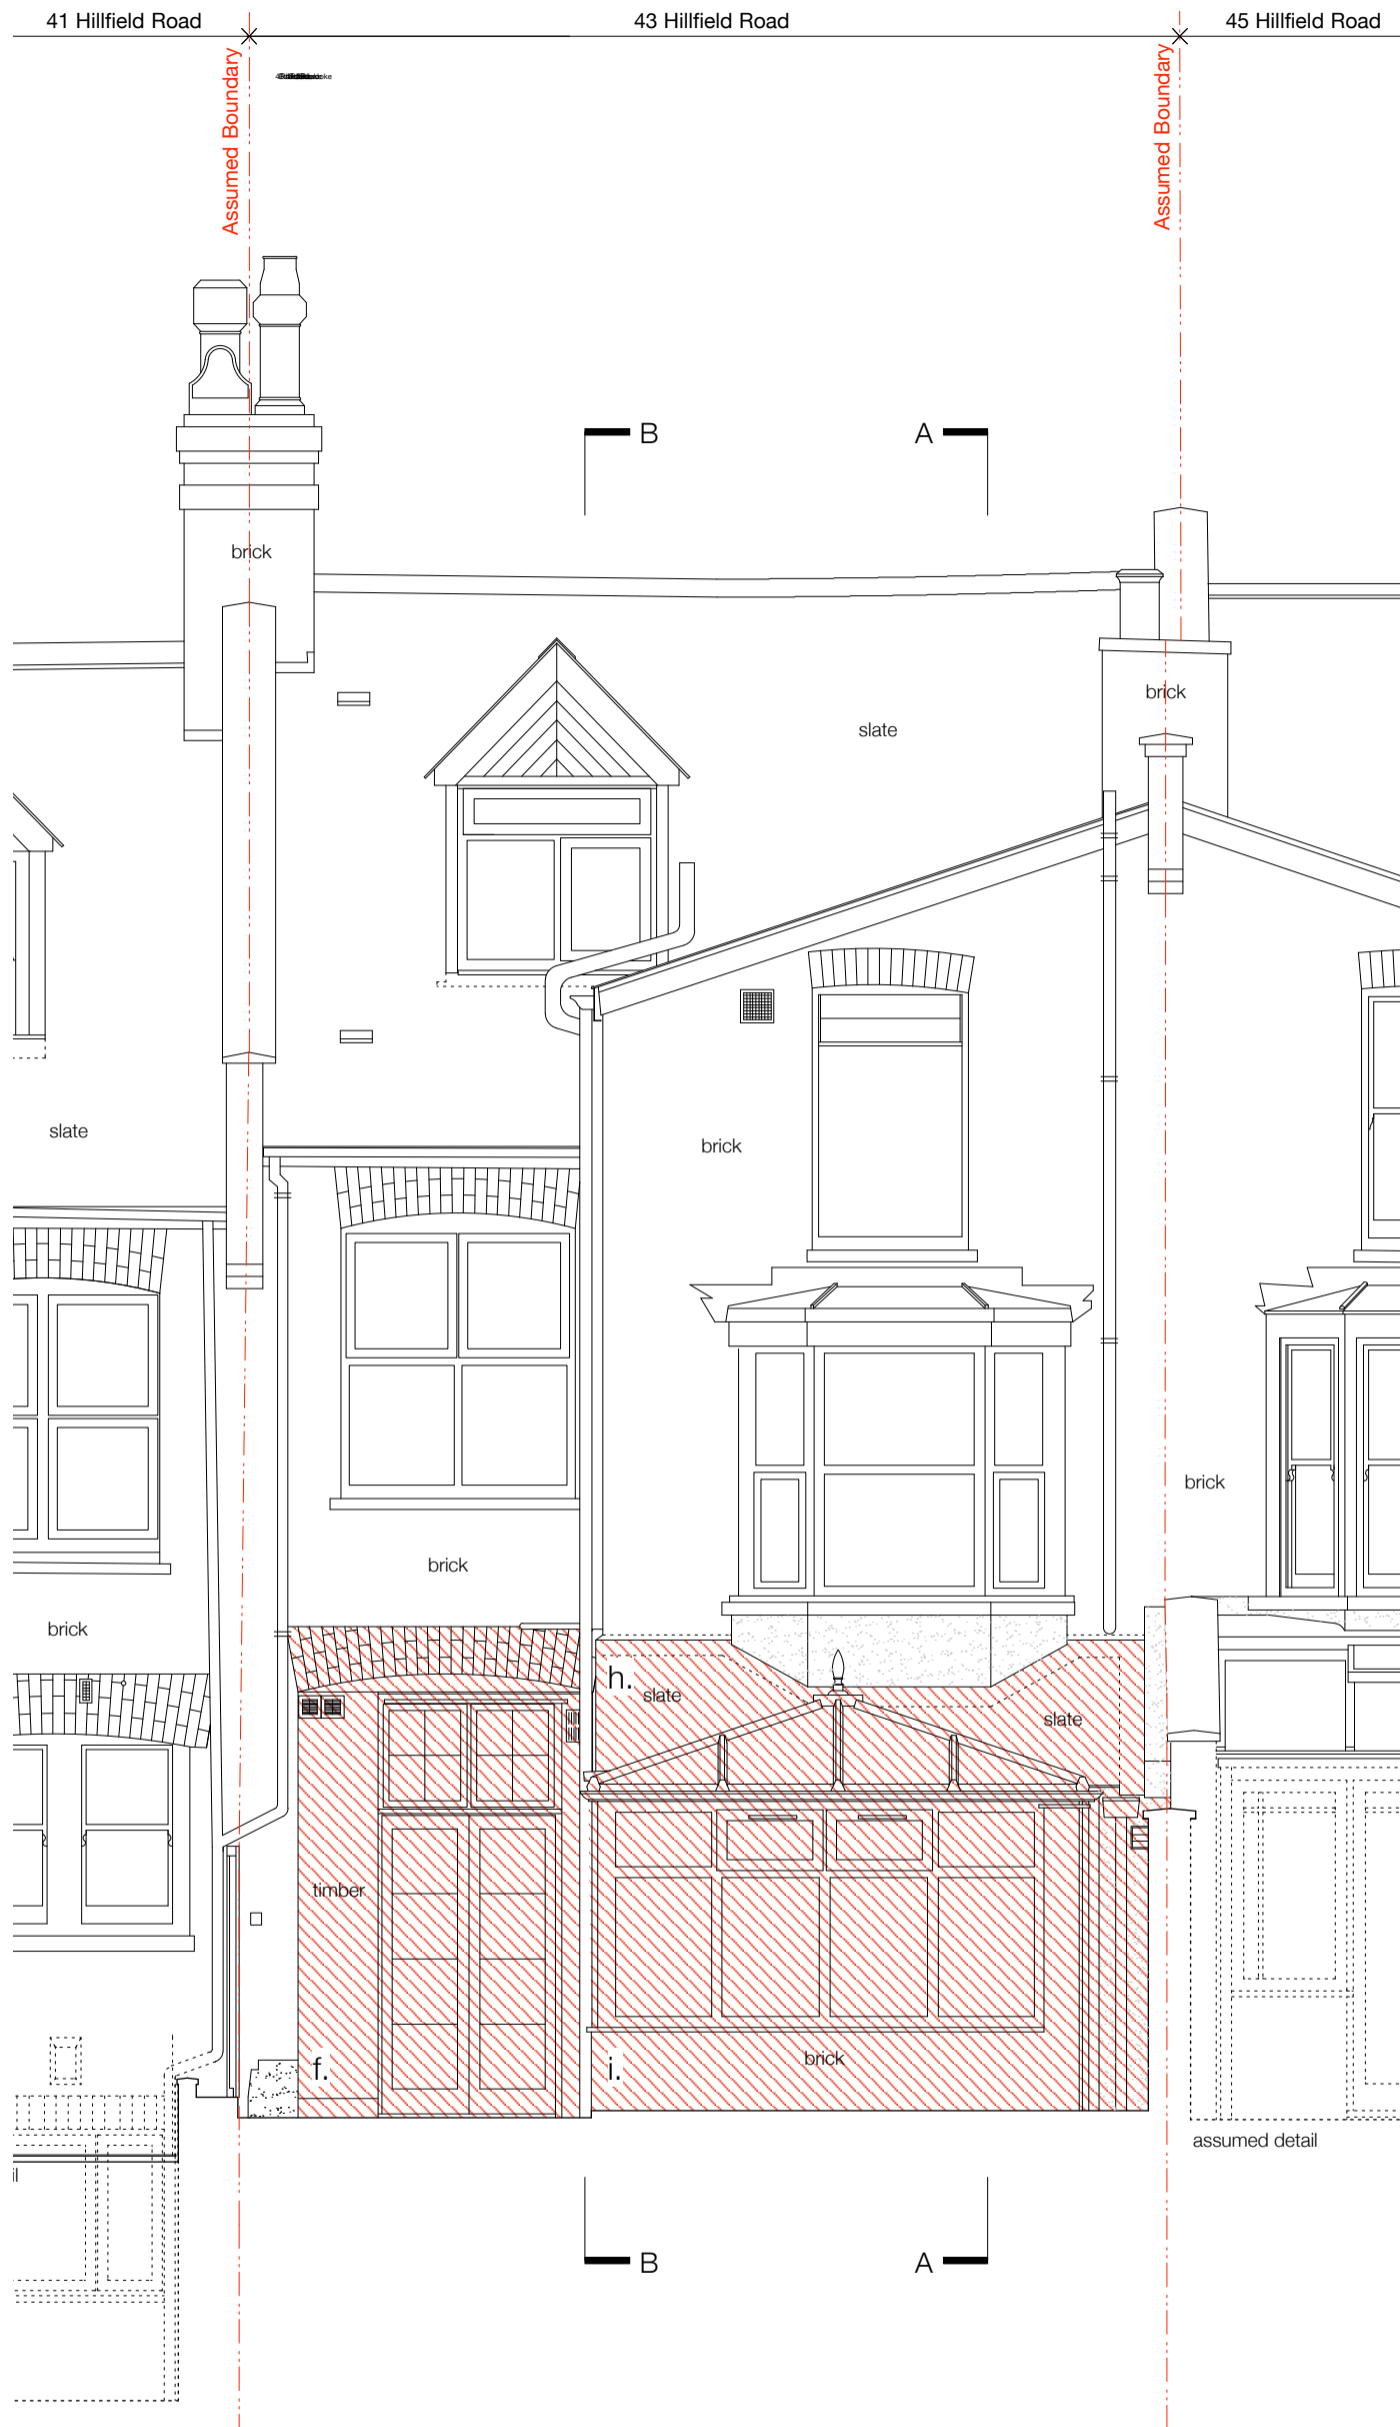 41 Hillfield Road
43 Hillfield Road
45 Hillfield Road
Assumed Boundary
Assumed Boundary
B
A
brick
brick
slate
slate
brick
brick
brick
brick
h.
slate
slate
timber
f.
i.
brick
assumed detail
B
A